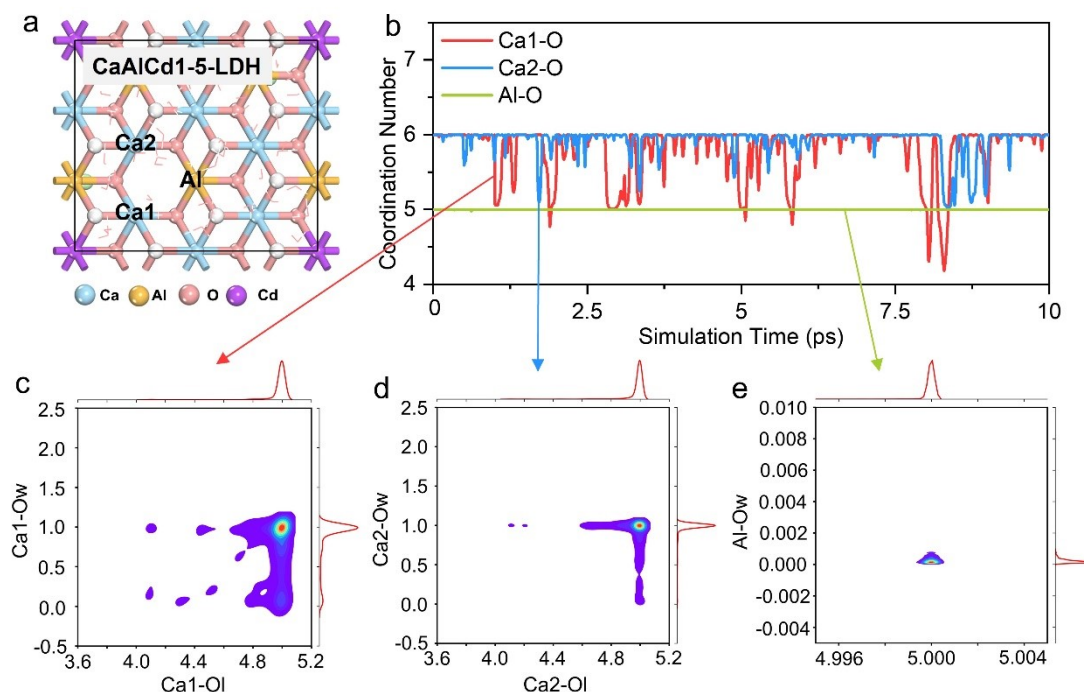 a
CaAlCd1-5-LDH
Ca2
Al
Ca1
Ca Al O Cd
b
Ca1-O
Ca2-O
Al-O
Coordination Number
7
6
5
4
0 2.5 5 7.5 10
Simulation Time (ps)
c
Ca1-Ow
2.5
2.0
1.5
1.0
0.5
0.0
-0.5
3.6 4.0 4.4 4.8 5.2
Ca1-Ol
d
Ca2-Ow
2.5
2.0
1.5
1.0
0.5
0.0
-0.5
3.6 4.0 4.4 4.8 5.2
Ca2-Ol
e
Al-Ow
0.010
0.008
0.006
0.004
0.002
0.000
-0.002
-0.004
4.996 5.000 5.004